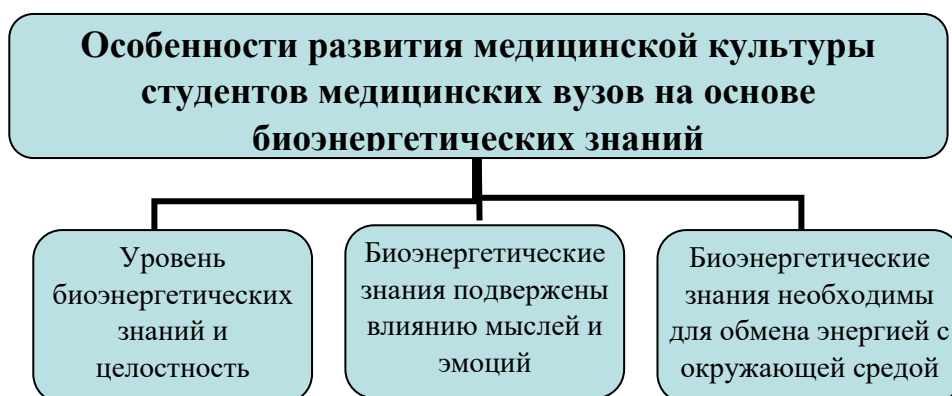 Особенности развития медицинской культуры
студентов медицинских вузов на основе
биоэнергетических знаний
Уровень
биоэнергетических
знаний и
целостность
Биоэнергетические
знания подвержены
влиянию мыслей и
эмоций
Биоэнергетические
знания необходимы
для обмена энергией с
окружающей средой